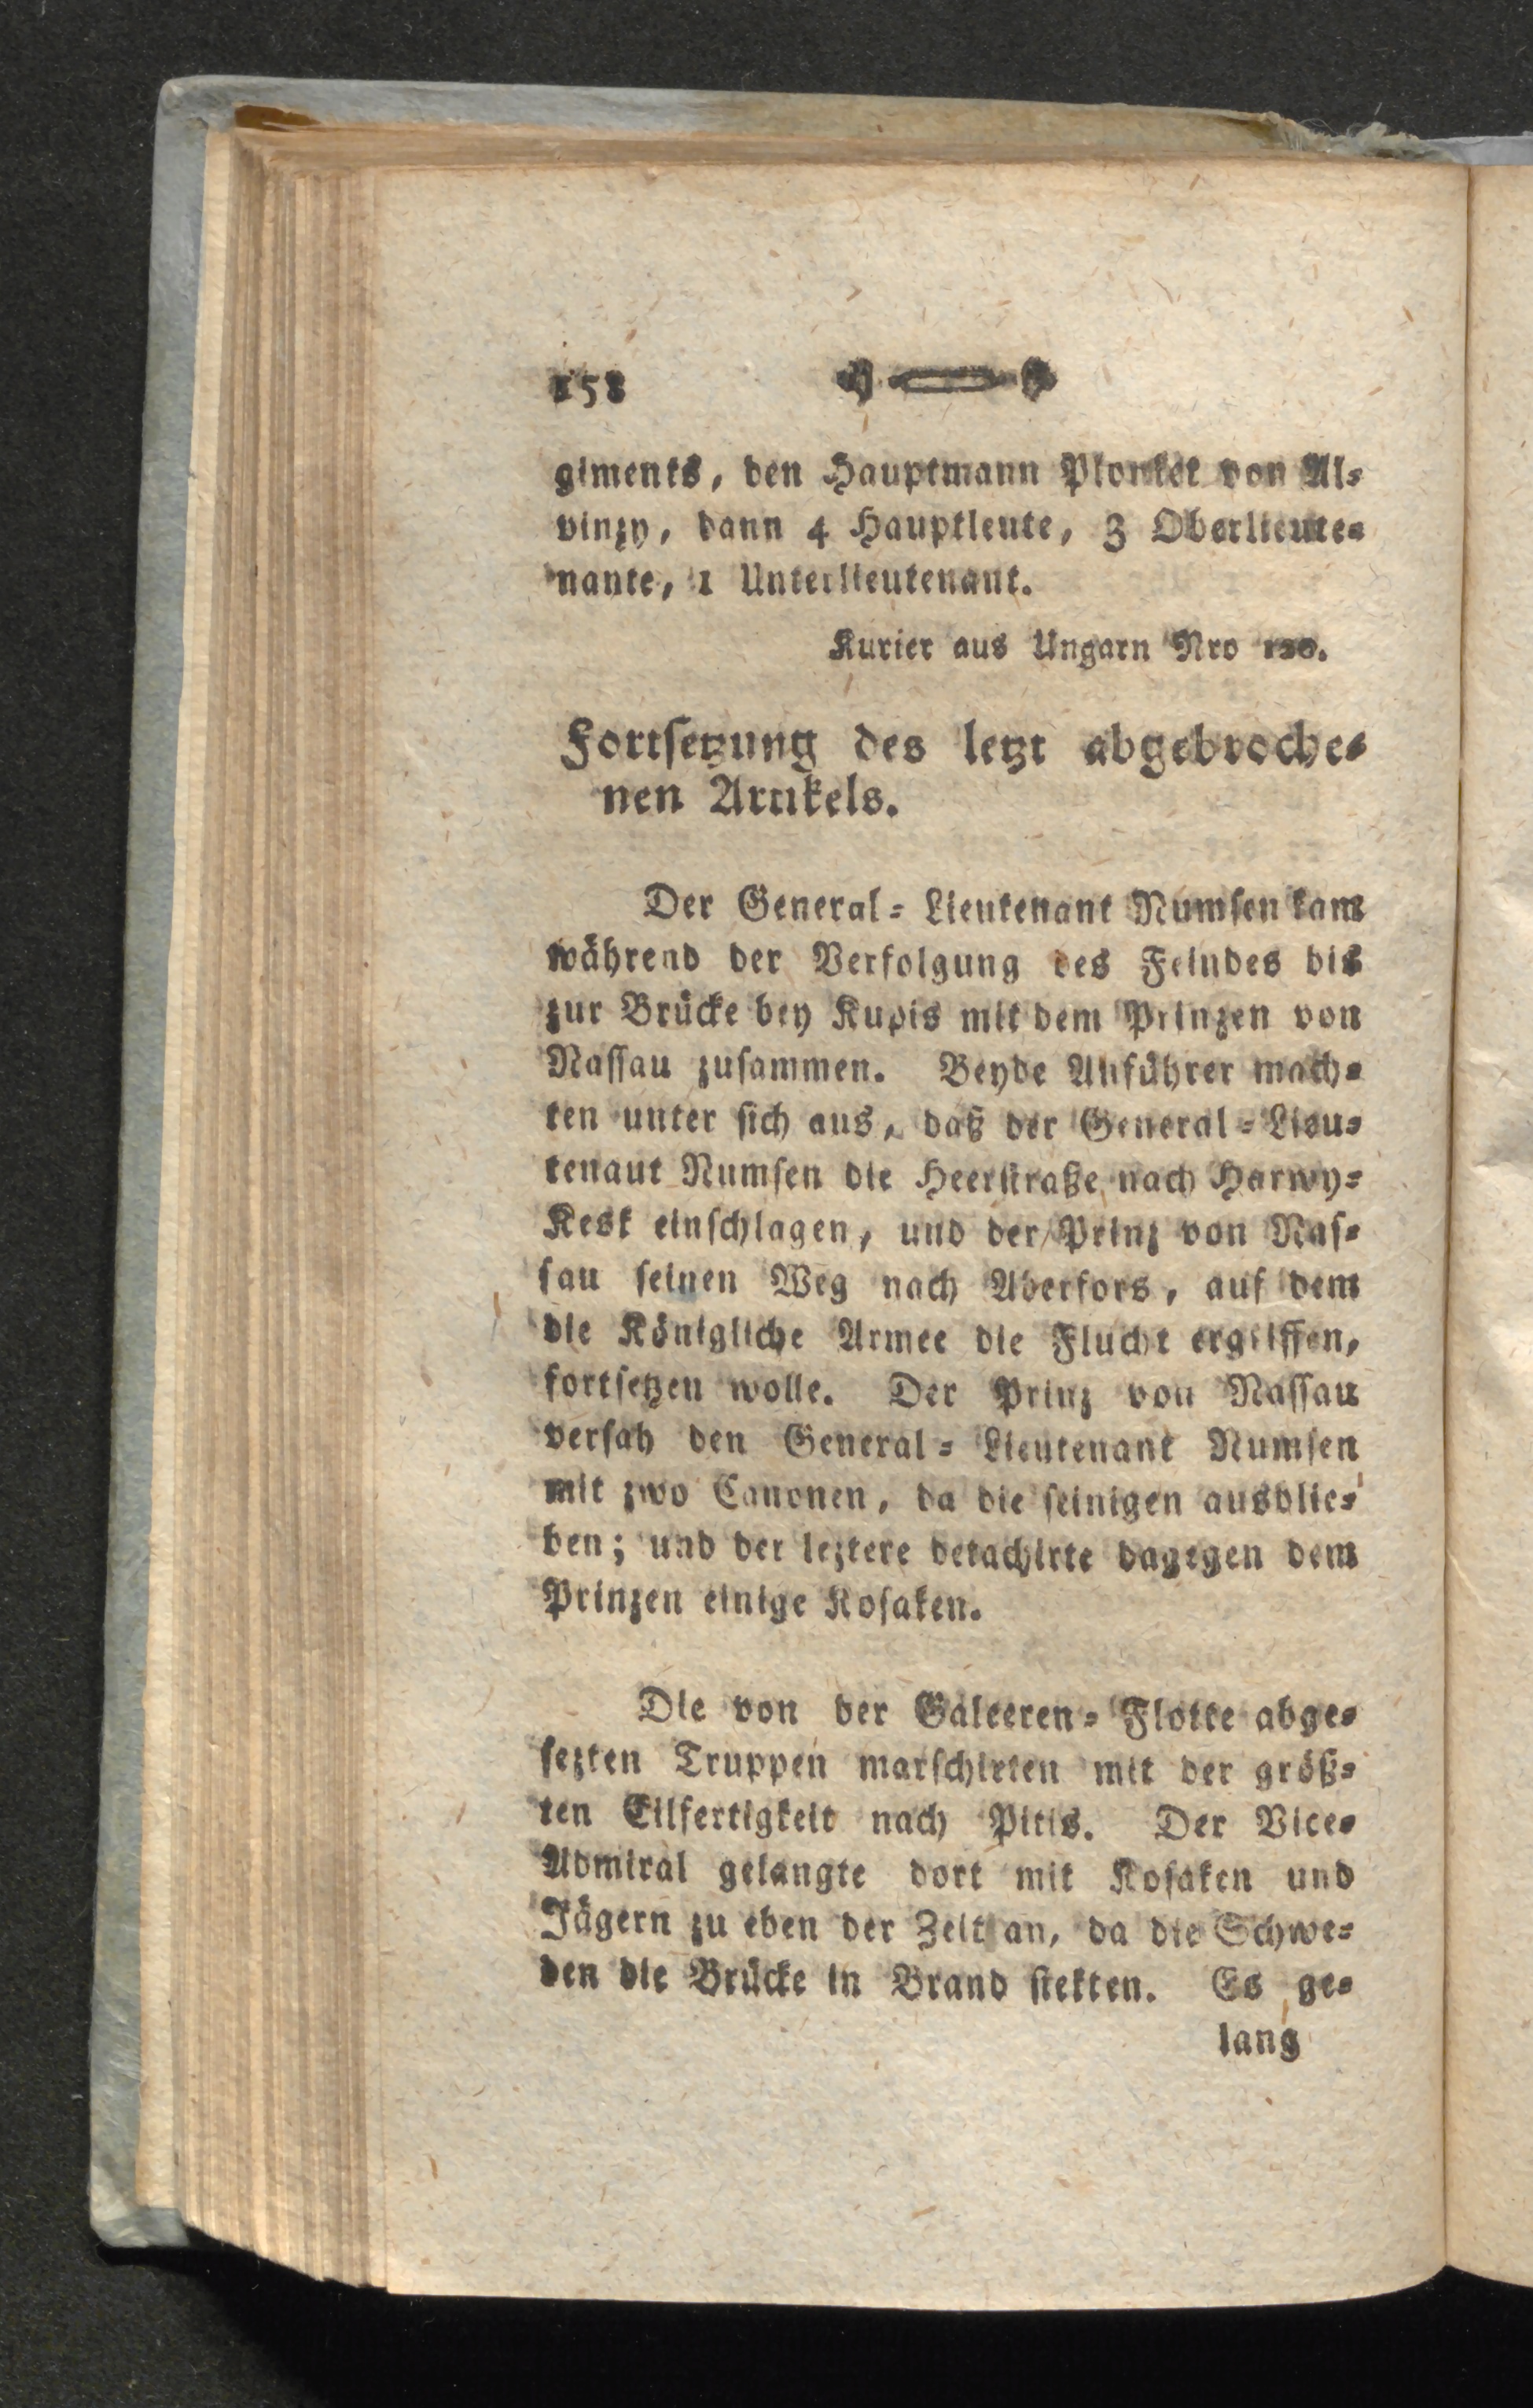 158
giments, den Hauptmann Plonket von Al-
vinzy, dann 4 Hauptleute, 3 Oberlieute-
nante, 1 Unterlieutenant.
Kurier aus Ungarn Nro
Fortsetzung des letzt abgebroche-
nen Artikels.
Der General-Lieutenant Numsen kam
während der Verfolgung des Feindes bis
zur Brücke bey Kupis mit dem Prinzen von
Nassau zusammen. Beyde Anführer mach-
ten unter sich aus, daß der General-Lieu-
tenant Numsen die Heerstraße nach Harwy-
Kesk einschlagen, und der Prinz von Nas-
sau seinen Weg nach Aberfors, auf dem
die Königliche Armee die Flucht ergriffen,
fortsetzen wolle. Der Prinz von Nassau
versah den General-Lieutenant Numsen
mit zwo Canonen, da die seinigen ausblie-
ben; und der leztere detachirte dagegen dem
Prinzen einige Kosaken.
Die von der Galeeren-Flotte abge-
sezten Truppen marschirten mit der größ-
ten Eilfertigkeit nach Pitis. Der Vice-
Admiral gelangte dort mit Kosaken und
Jägern zu eben der Zeit an, da die Schwe-
den die Brücke in Brand stekten. Es ge-
lang